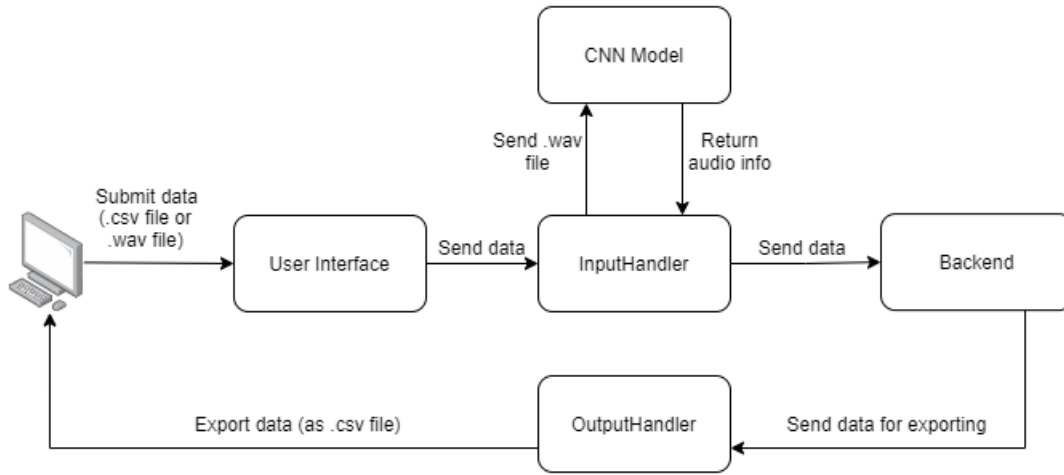 CNN Model
Send .wav
file
Return
audio info
Submit data
(.csv file or
.wav file)
User Interface
Send data
InputHandler
Send data
Backend
Export data (as .csv file)
OutputHandler
Send data for exporting